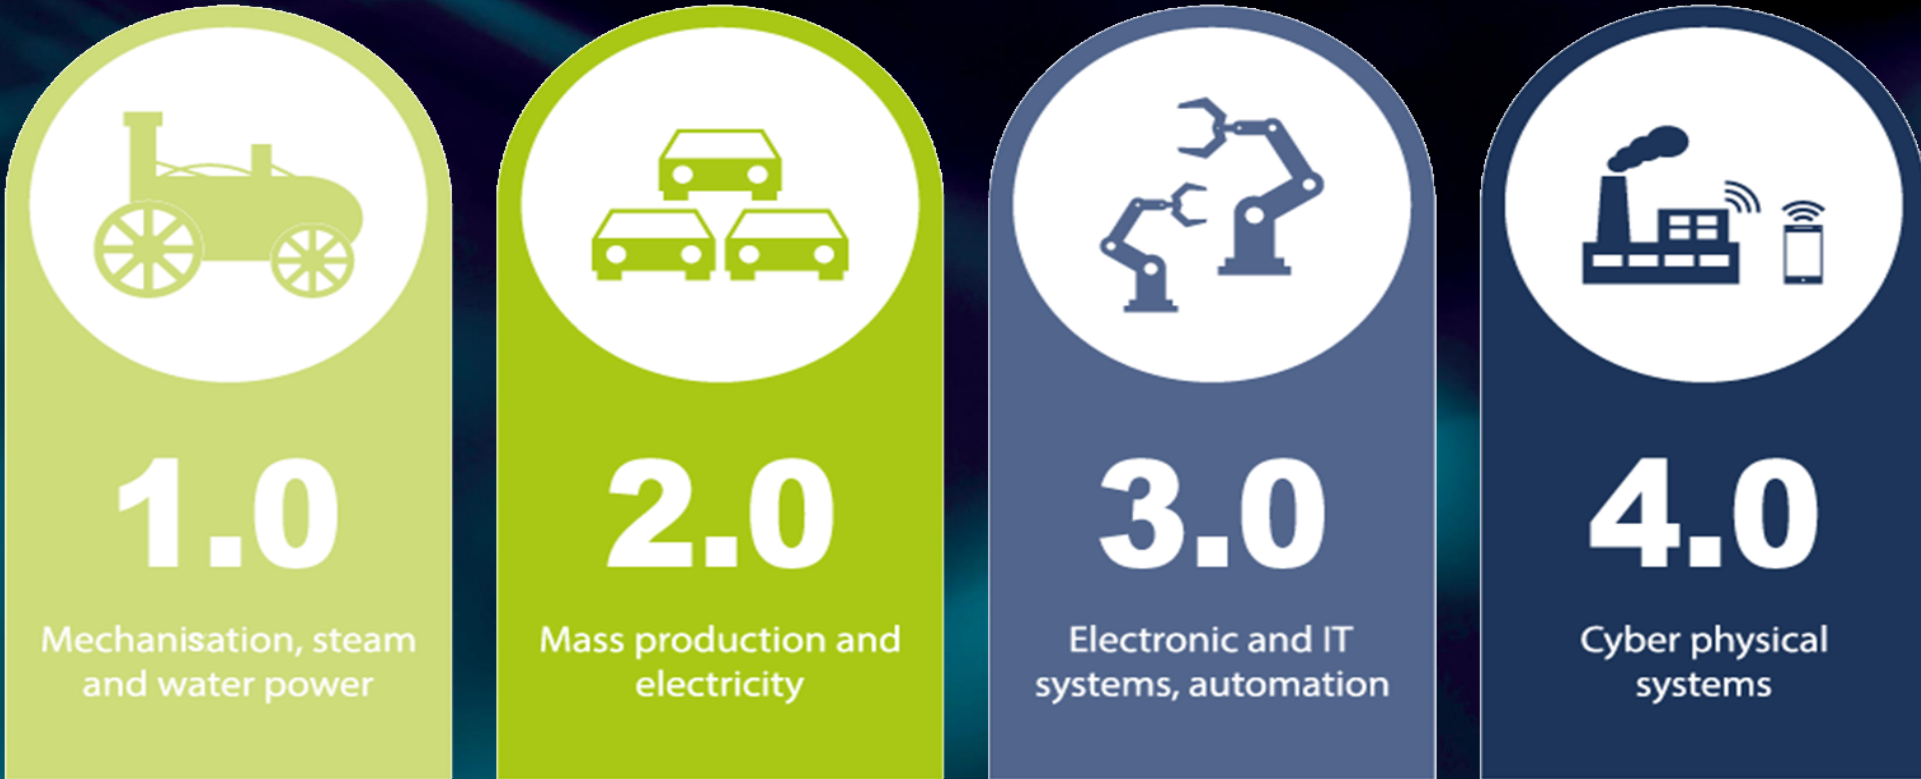 1.0
Mechanisation, steam
and water power
2.0
Mass production and
electricity
3.0
Electronic and IT
systems, automation
4.0
Cyber physical
systems